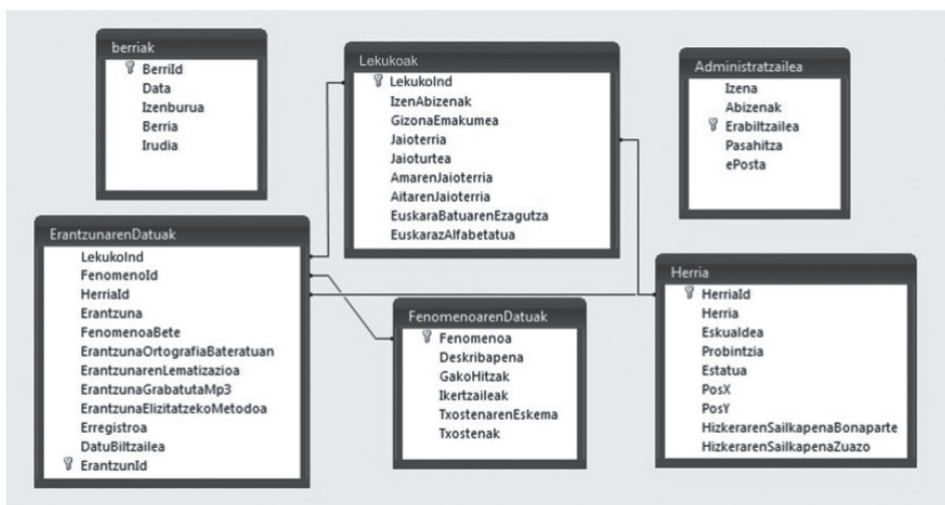 berriak
BerriId
Data
Izenburua
Berria
Irudia
Lekukoak
LekukoInd
IzenAbizenak
GizonaEmakumea
Jaioterria
Jaioturtea
AmarenJaioterria
AitarenJaioterria
EuskaraBatuarenEzagutza
EuskarazAlfabetatua
Administratzailea
Izena
Abizenak
Erabiltzailea
Pasahitza
ePosta
ErantzunarenDatuak
LekukoInd
FenomenoId
HerriaId
Erantzuna
FenomenoaBete
ErantzunaOrtografiaBateratuan
ErantzunarenLematizazioa
ErantzunaGrabatutaMp3
ErantzunaElizitatzekoMetodoa
Erregistroa
DatuBiltzailea
ErantzunId
FenomenoarenDatuak
Fenomenoa
Deskribapena
GakoHitzak
Ikertzaileak
TxostenarenEskema
Txostenak
Herria
HerriaId
Herria
Eskualdea
Probintzia
Estatua
PosX
PosY
HizkerarenSailkapenaBonaparte
HizkerarenSailkapenaZuazo